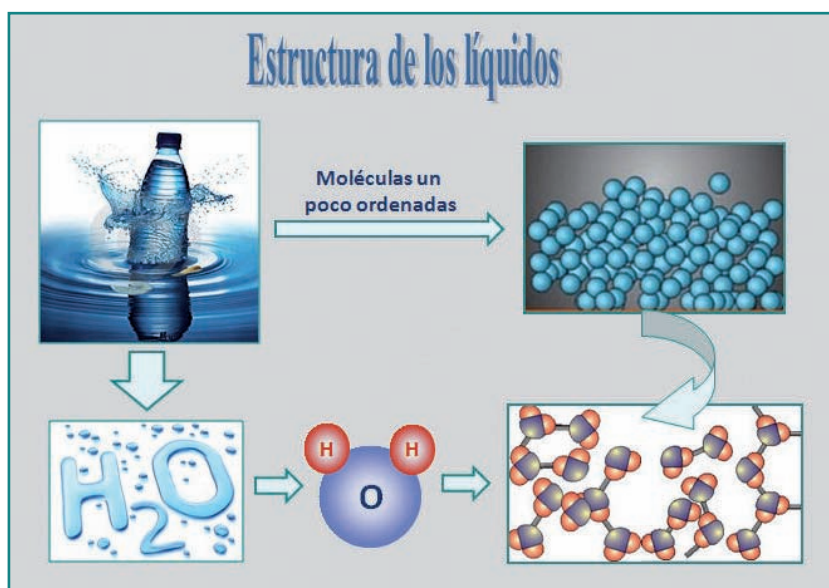 Estructura de los líquidos
Moléculas un
poco ordenadas
H2O
H H
O